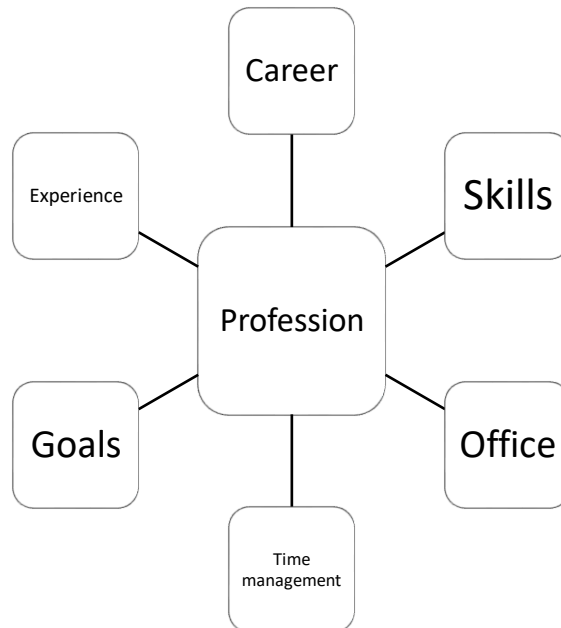 Career
Experience
Skills
Profession
Goals
Office
Time
management